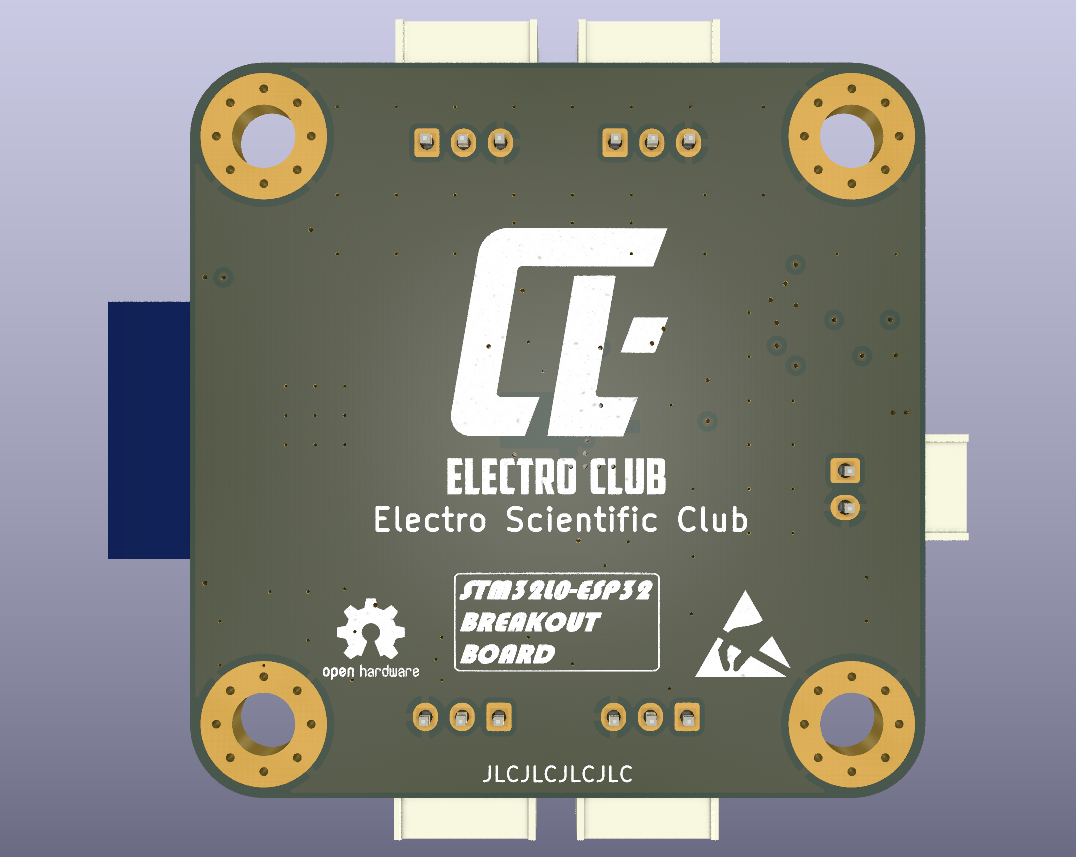 ELECTRO CLUB
Electro Scientific Club
STM32L0-ESP32
BREAKOUT
BOARD
open hardware
JLCJLCJLCJLC